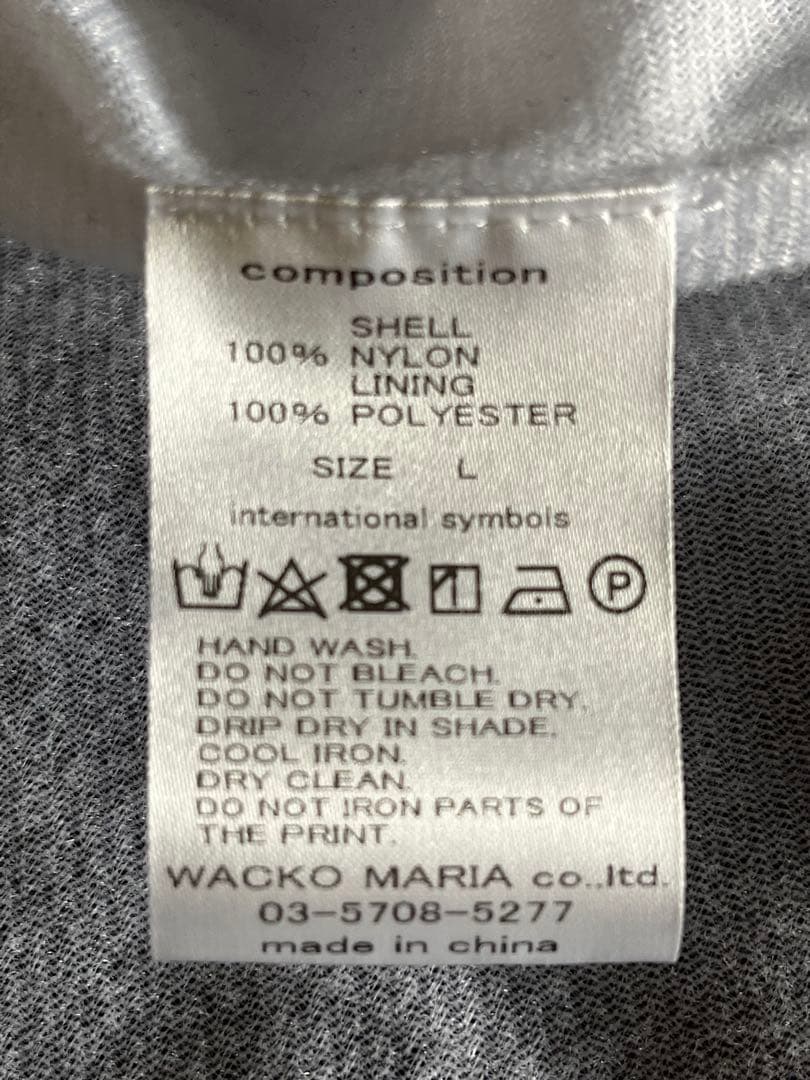 composition
SHELL
100% NYLON
LINING
100% POLYESTER
SIZE L
international symbols
P
HAND WASH.
DO NOT BLEACH.
DO NOT TUMBLE DRY.
DRIP DRY IN SHADE.
COOL IRON.
DRY CLEAN.
DO NOT IRON PARTS OF
THE PRINT.
WACKO MARIA co.,ltd.
03-5708-5277
made in china